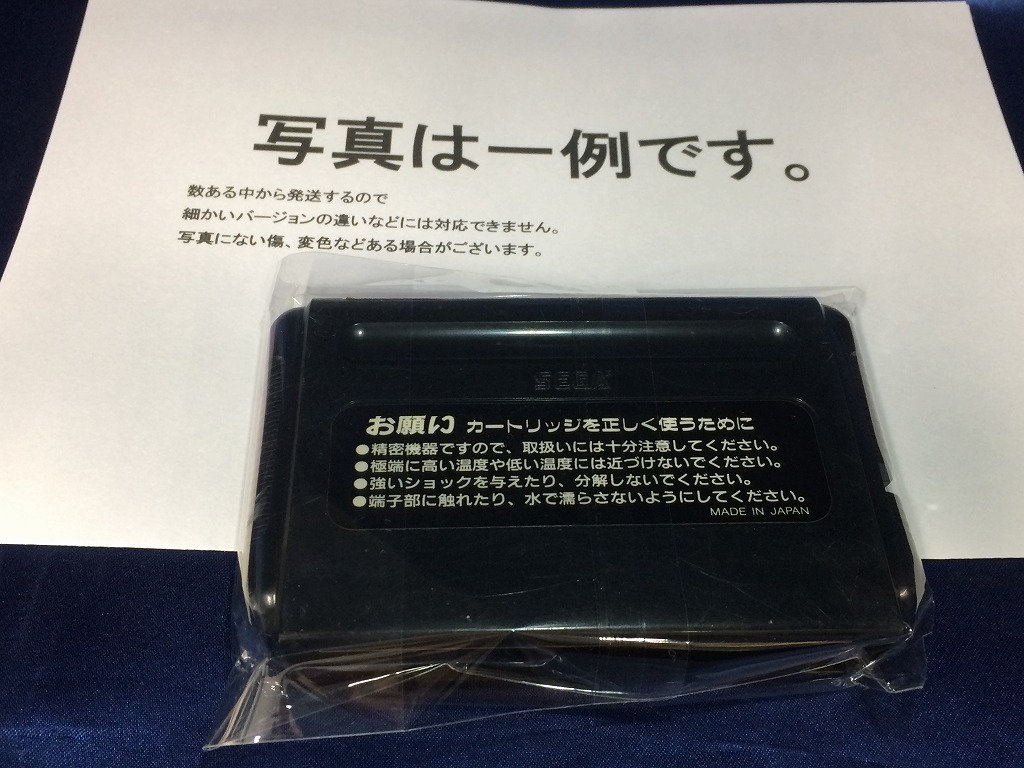 写真は一例です。
数ある中から発送するので
細かいバージョンの違いなどには対応できません。
写真にない傷、変色などある場合がございます。
SEGA
お願い カートリッジを正しく使うために
●精密機器ですので、取扱いには十分注意してください。
●極端に高い温度や低い温度には近づけないでください。
●強いショックを与えたり、分解しないでください。
●端子部に触れたり、水で濡らさないようにしてください。
MADE IN JAPAN